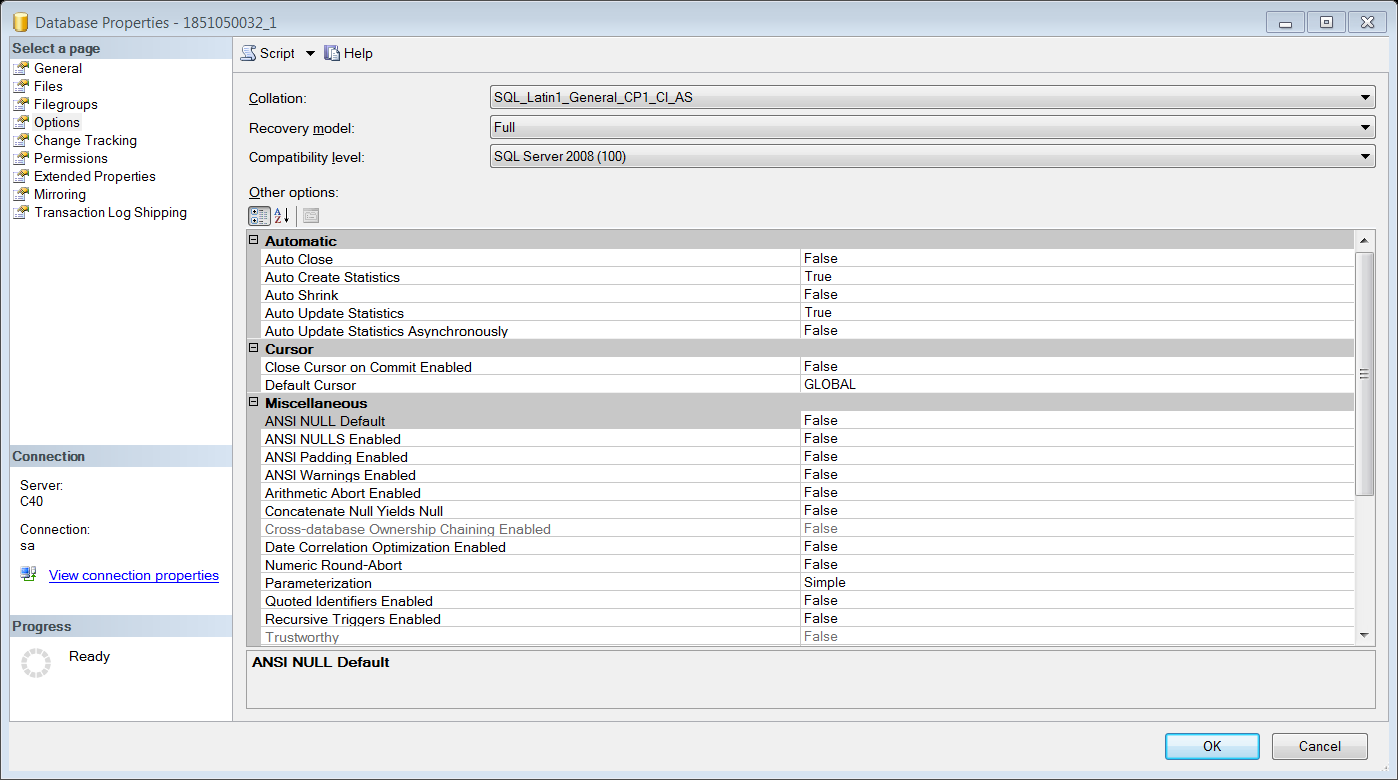 Database Properties - 1851050032_1
Select a page
General
Files
Filegroups
Options
Change Tracking
Permissions
Extended Properties
Mirroring
Transaction Log Shipping
Connection
Server:
C40
Connection:
sa
View connection properties
Progress
Ready
Script Help
Collation: SQL_Latin1_General_CP1_CI_AS
Recovery model: Full
Compatibility level: SQL Server 2008 (100)
Other options:
Automatic
Auto Close False
Auto Create Statistics True
Auto Shrink False
Auto Update Statistics True
Auto Update Statistics Asynchronously False
Cursor
Close Cursor on Commit Enabled False
Default Cursor GLOBAL
Miscellaneous
ANSI NULL Default False
ANSI NULLS Enabled False
ANSI Padding Enabled False
ANSI Warnings Enabled False
Arithmetic Abort Enabled False
Concatenate Null Yields Null False
Cross-database Ownership Chaining Enabled False
Date Correlation Optimization Enabled False
Numeric Round-Abort False
Parameterization Simple
Quoted Identifiers Enabled False
Recursive Triggers Enabled False
Trustworthy False
ANSI NULL Default
OK Cancel